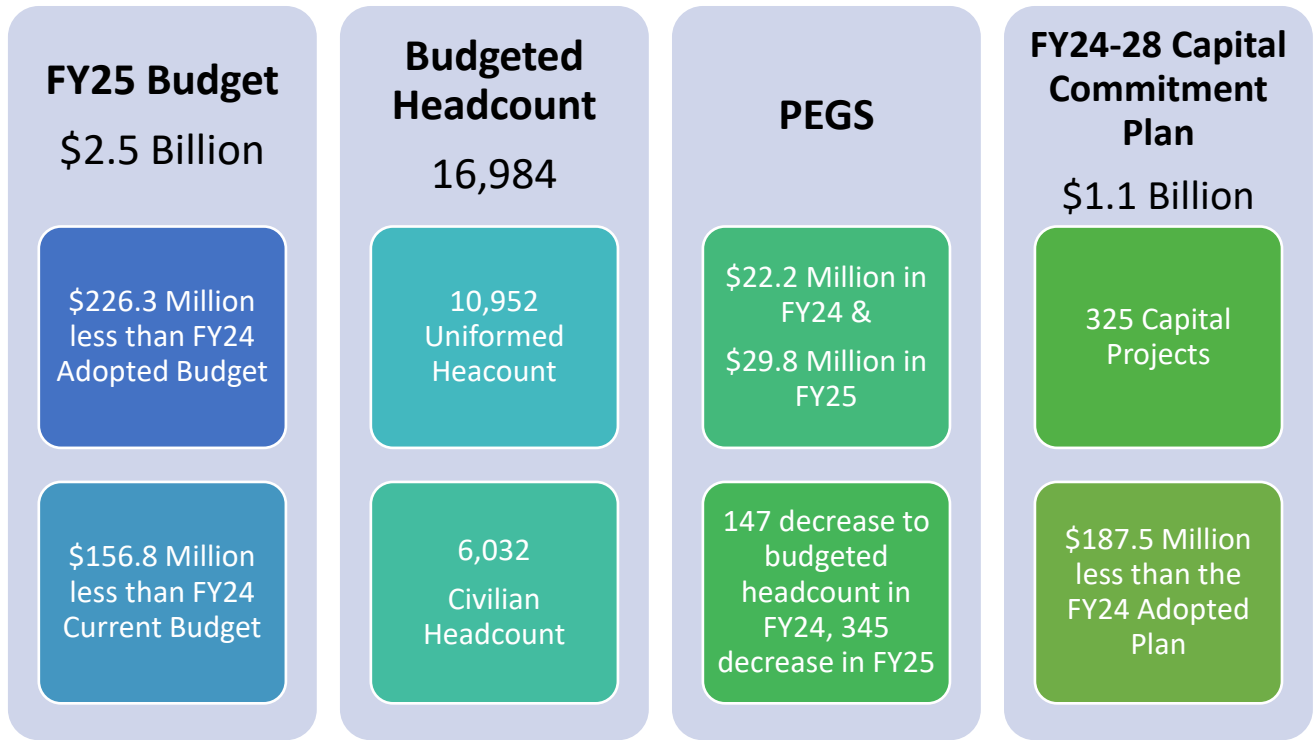 FY25 Budget
$2.5 Billion
$226.3 Million
less than FY24
Adopted Budget
$156.8 Million
less than FY24
Current Budget
Budgeted
Headcount
16,984
10,952
Uniformed
Heacount
6,032
Civilian
Headcount
PEGS
$22.2 Million in
FY24 &
$29.8 Million in
FY25
147 decrease to
budgeted
headcount in
FY24, 345
decrease in FY25
FY24-28 Capital
Commitment
Plan
$1.1 Billion
325 Capital
Projects
$187.5 Million
less than the
FY24 Adopted
Plan